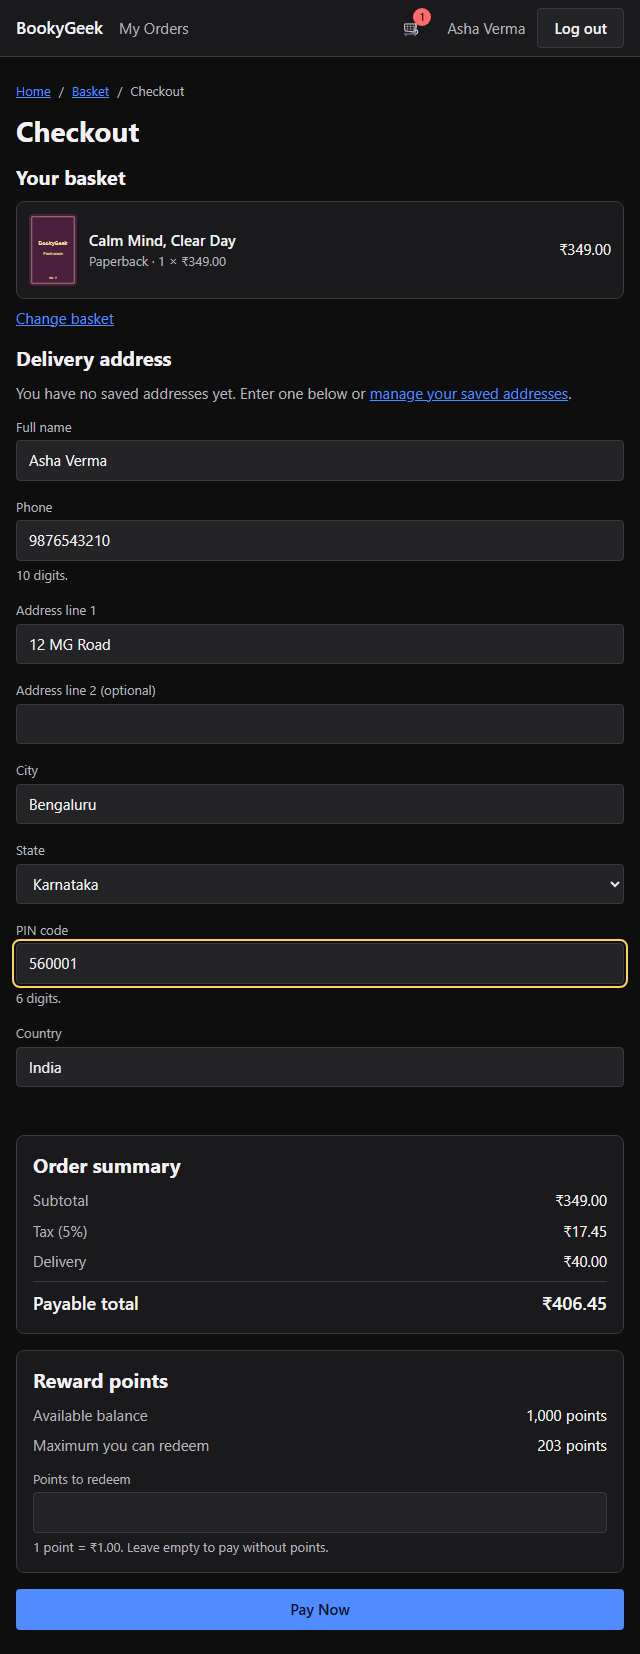 BookyGeek My Orders 1 Asha Verma Log out
Home / Basket / Checkout
Checkout
Your basket
BookyGeek
Calm Mind, Clear Day
Paperback · 1 × ₹349.00
₹349.00
Change basket
Delivery address
You have no saved addresses yet. Enter one below or manage your saved addresses.
Full name
Asha Verma
Phone
9876543210
10 digits.
Address line 1
12 MG Road
Address line 2 (optional)
City
Bengaluru
State
Karnataka
PIN code
560001
6 digits.
Country
India
Order summary
Subtotal ₹349.00
Tax (5%) ₹17.45
Delivery ₹40.00
Payable total ₹406.45
Reward points
Available balance 1,000 points
Maximum you can redeem 203 points
Points to redeem
1 point = ₹1.00. Leave empty to pay without points.
Pay Now